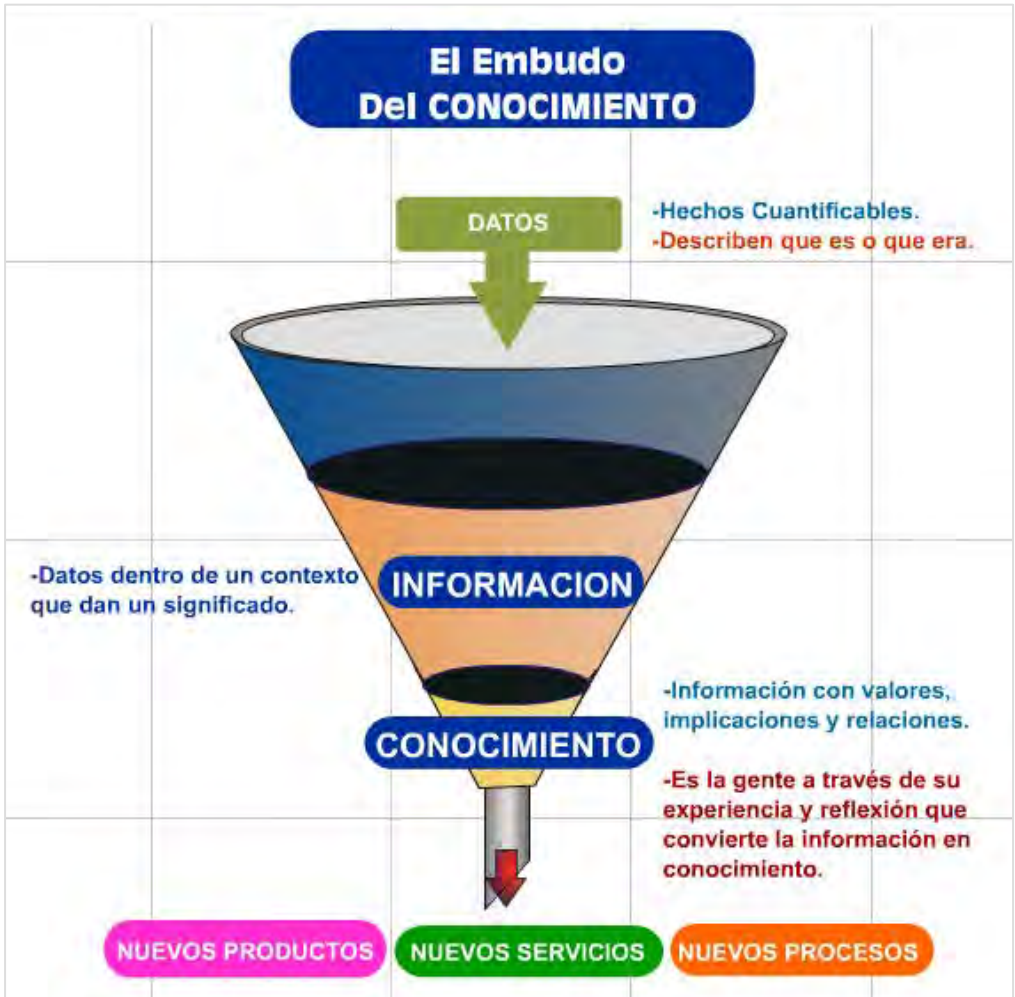 El Embudo
Del CONOCIMIENTO
DATOS
-Hechos Cuantificables.
-Describen que es o que era.
-Datos dentro de un contexto
que dan un significado.
INFORMACION
-Información con valores,
implicaciones y relaciones.
CONOCIMIENTO
-Es la gente a través de su
experiencia y reflexión que
convierte la información en
conocimiento.
NUEVOS PRODUCTOS
NUEVOS SERVICIOS
NUEVOS PROCESOS